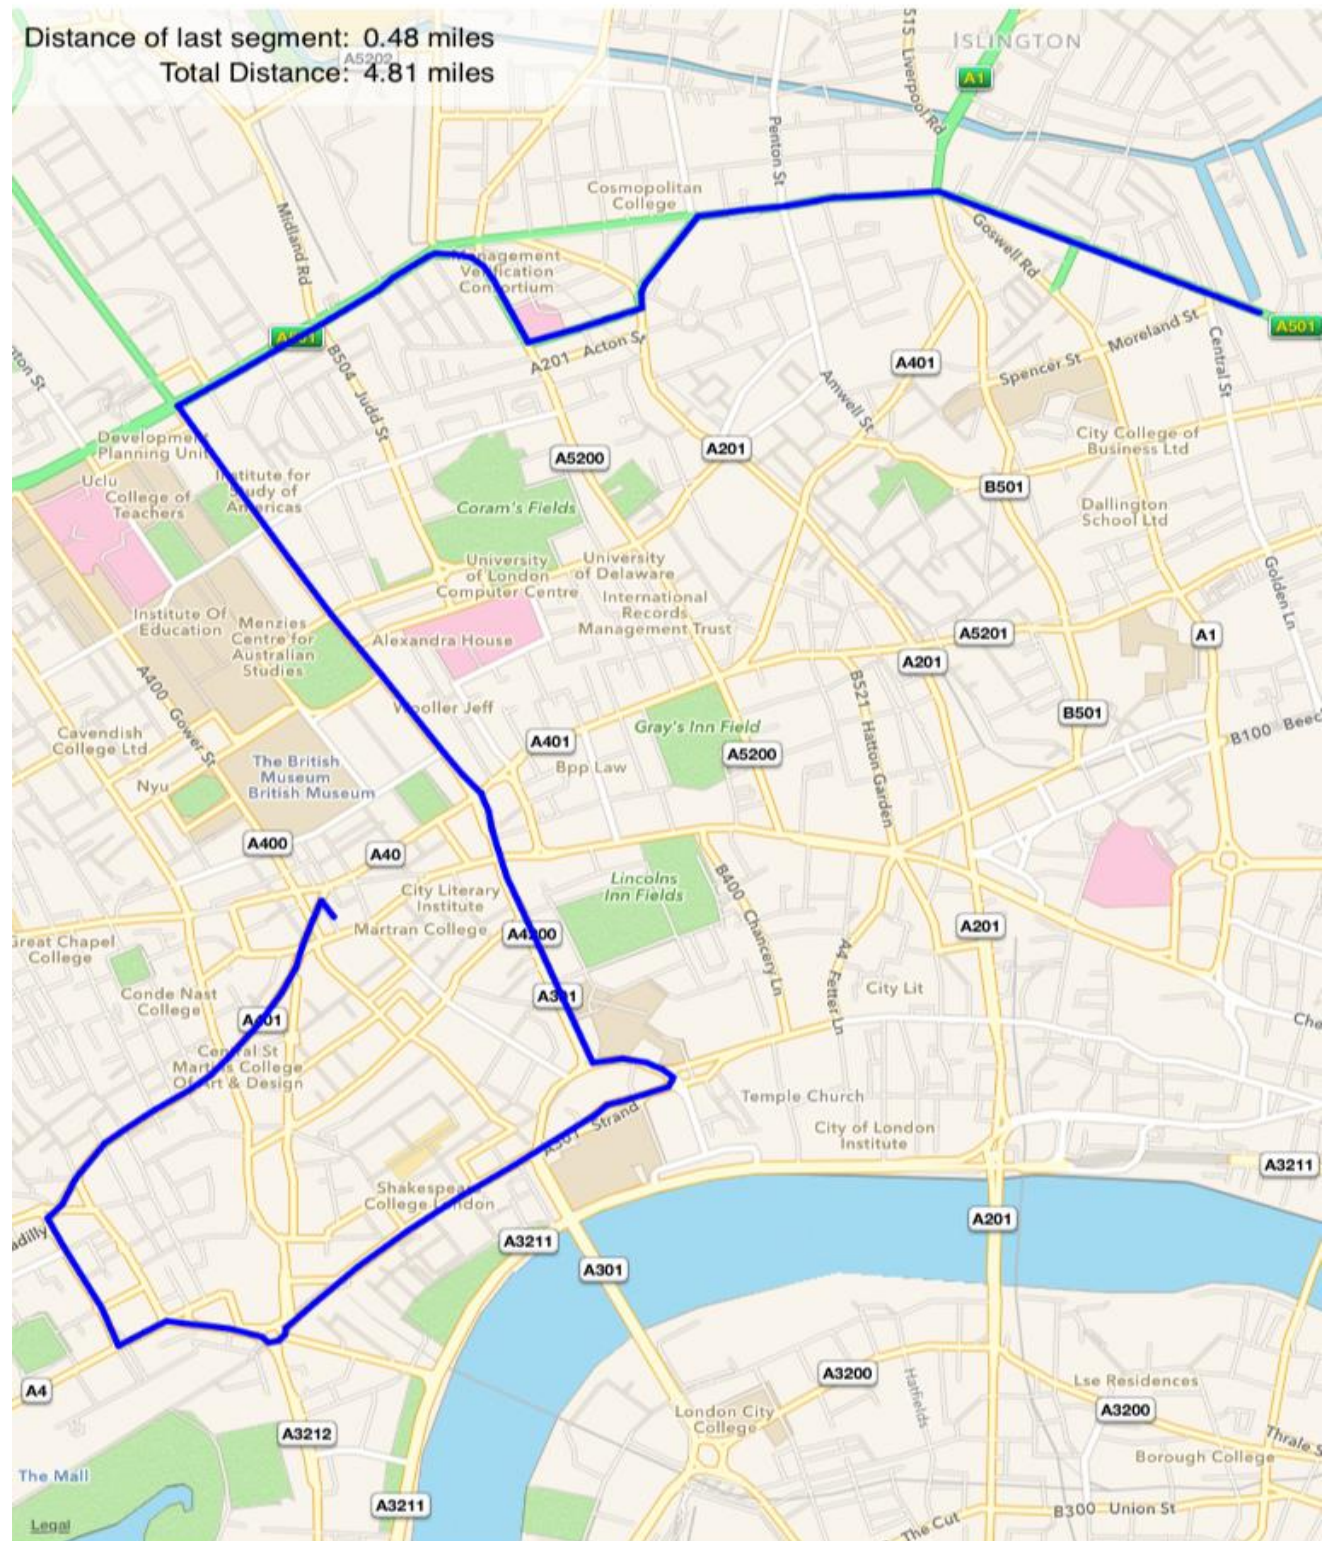 Distance of last segment: 0.48 miles
A5202
Total Distance: 4.81 miles
515 Liverpool Rd
ISLINGTON
A1
Penton St
Cosmopolitan
College
Midland Rd
Goswell Rd
Management
Verification
Consortium
A501
A501
B504 Judd St
A201 Acton St
Moreland St
Central St
A401
Spencer St
Amwell St
Development
Planning Unit
City College of
Business Ltd
A5200
A201
Uclu
College of
Teachers
Institute for
Study of
Americas
B501
Coram's Fields
Dallington
School Ltd
University
of London
Computer Centre
University
of Delaware
International
Records
Management Trust
Golden Ln
Institute Of
Education
Menzies
Centre for
Australian
Studies
Alexandra House
A5201
A1
A201
A400 Gower St
B521 Hatton Garden
Wooller Jeff
B501
Cavendish
College Ltd
A401
Gray's Inn Field
A5200
B100
Bpp Law
The British
Museum
British Museum
Nyu
A400
A40
City Literary
Institute
Lincolns
Inn Fields
B400 Chancery Ln
Martran College
A4200
A201
Great Chapel
College
A4 Fetter Ln
Conde Nast
College
A301
City Lit
A401
Central St
Martins College
Of Art & Design
Temple Church
A301 Strand
City of London
Institute
A3211
Shakespeare
College London
A201
A3211
A301
A4
A3200
Hatfields
Lse Residences
A3200
London City
College
A3212
Borough College
The Mall
A3211
B300 Union St
The Cut
Legal